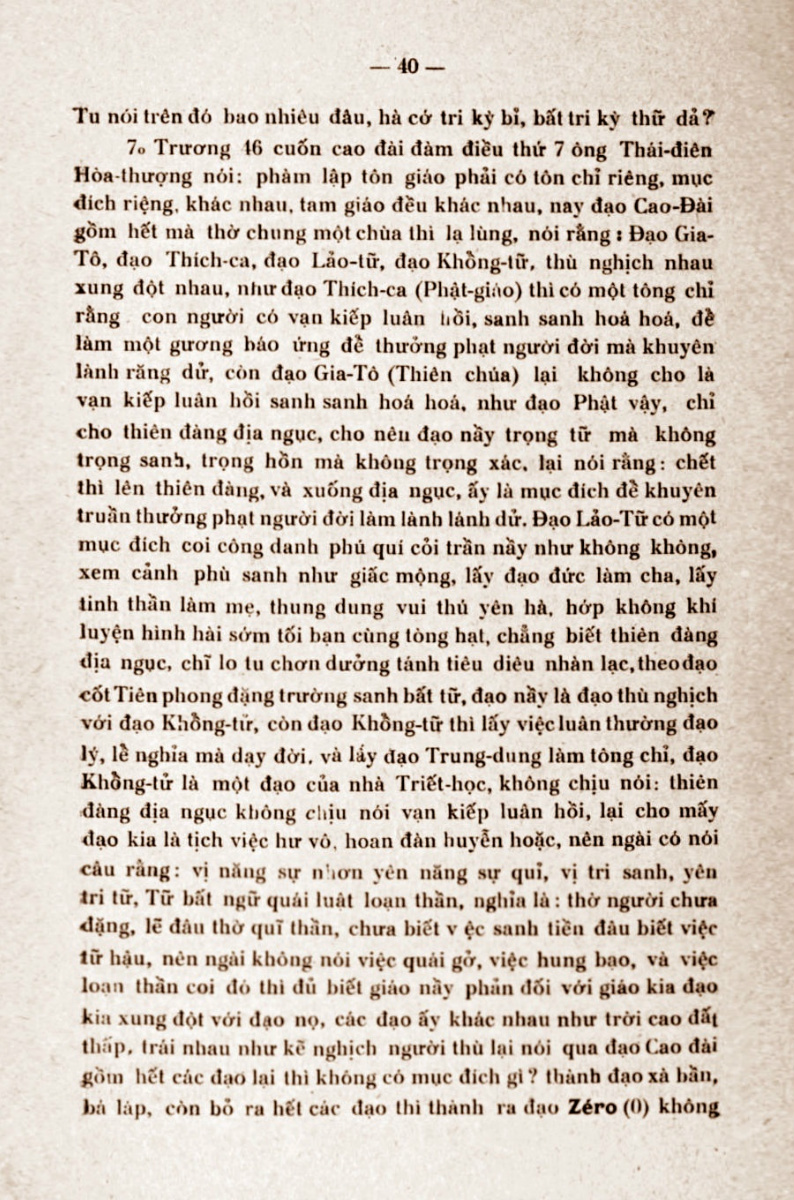 — 40 —
Tu nói trên đó bao nhiêu đâu, hà cớ tri kỳ bỉ, bất tri kỳ thữ dả?
7o Trương 46 cuốn cao đài đàm điều thứ 7 ông Thái-điên
Hòa-thượng nói: phàm lập tôn giáo phải có tôn chỉ riêng, mục
đích riệng, khác nhau, tam giáo đều khác nhau, nay đạo Cao-Đài
gồm hết mà thờ chung một chùa thì lạ lùng, nói rằng: Đạo Gia-
Tô, đạo Thích-ca, đạo Lảo-tữ, đạo Khổng-tữ, thù nghịch nhau
xung đột nhau, như đạo Thích-ca (Phật-giáo) thì có một tông chỉ
rằng con người có vạn kiếp luân hồi, sanh sanh hoá hoá, đề
làm một gương báo ứng đề thưởng phạt người đời mà khuyên
lành răng dử, còn đạo Gia-Tô (Thiên chúa) lại không cho là
vạn kiếp luân hồi sanh sanh hoá hoá, như đạo Phật vậy, chỉ
cho thiên đàng địa ngục, cho nên đạo nầy trọng tữ mà không
trọng sanh, trọng hồn mà không trọng xác, lại nói rằng: chết
thì lên thiên đàng, và xuống địa ngục, ấy là mục đích đề khuyên
truần thưởng phạt người đời làm lành lánh dử. Đạo Lảo-Tữ có một
mục đích coi công danh phú quí cỏi trần nầy như không không,
xem cảnh phù sanh như giấc mộng, lấy đạo đức làm cha, lấy
tinh thần làm mẹ, thung dung vui thú yên hà, hớp không khí
luyện hình hài sớm tối bạn cùng tòng hạt, chẳng biết thiên đàng
địa ngục, chĩ lo tu chơn dưởng tánh tiêu diêu nhàn lạc, theo đạo
cốt Tiên phong đặng trường sanh bất tữ, đạo nầy là đạo thù nghịch
với đạo Khổng-tử, còn đạo Khổng-tữ thì lấy việc luân thường đạo
lý, lề nghĩa mà dạy đời, và lấy đạo Trung-dung làm tông chỉ, đạo
Khổng-tử là một đạo của nhà Triết-học, không chịu nói: thiên
đàng địa ngục không chịu nói vạn kiếp luân hồi, lại cho mấy
đạo kia là tịch việc hư vô, hoan đàn huyễn hoặc, nên ngài có nói
câu rằng: vị năng sự nhơn yên năng sự quỉ, vị tri sanh, yên
tri tữ, Tữ bất ngữ quái luật loạn thần, nghĩa là: thờ người chưa
đặng, lẽ đâu thờ quĩ thần, chưa biết v ệc sanh tiền đâu biết việc
tữ hậu, nên ngài không nói việc quái gở, việc hung bạo, và việc
loạn thần coi đó thì đủ biết giáo nầy phản đối với giáo kia đạo
kia xung đột với đạo nọ, các đạo ấy khác nhau như trời cao đất
thấp, trái nhau như kẽ nghịch người thù lại nói qua đạo Cao đài
gồm hết các đạo lại thì không có mục đích gì? thành đạo xà bần,
bá láp, còn bỏ ra hết các đạo thì thành ra đạo Zéro (0) không